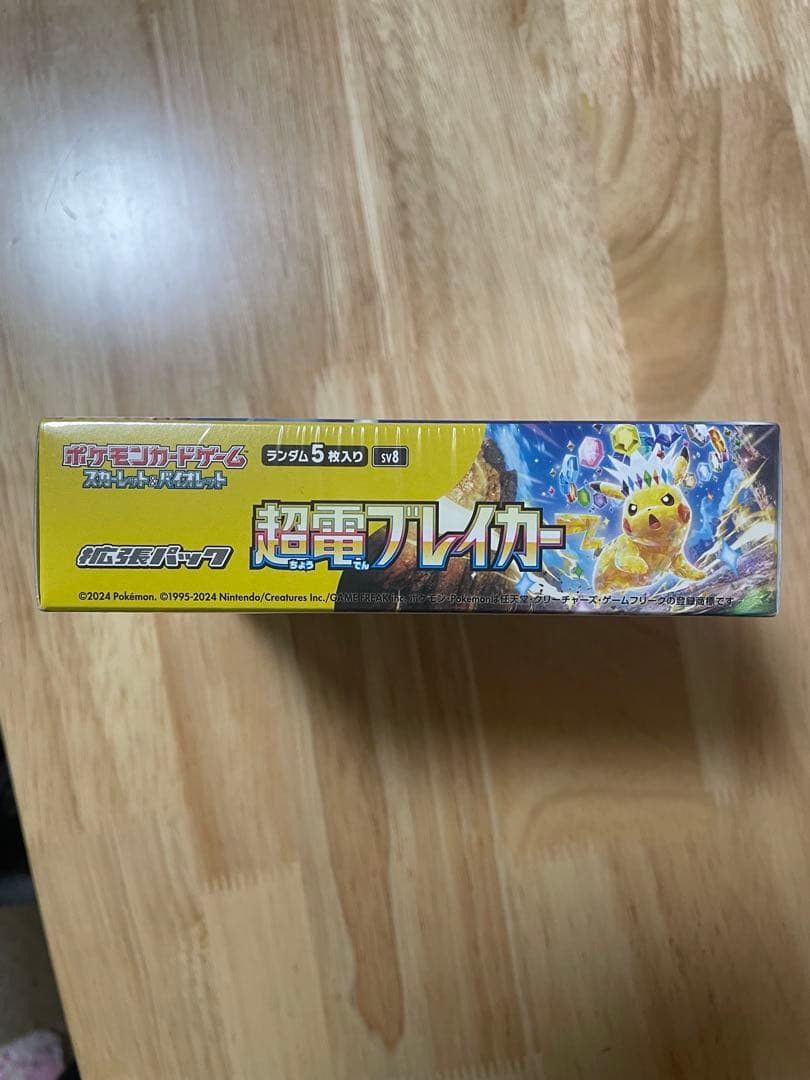 ポケモンカードゲーム
スカーレット&バイオレット
ランダム5枚入り SV8
拡張パック
超電ブレイカー
ちょう でん
©2024 Pokémon. ©1995-2024 Nintendo/Creatures Inc./GAME FREAK inc. ポケモン・Pokémonは任天堂・クリーチャーズ・ゲームフリークの登録商標です